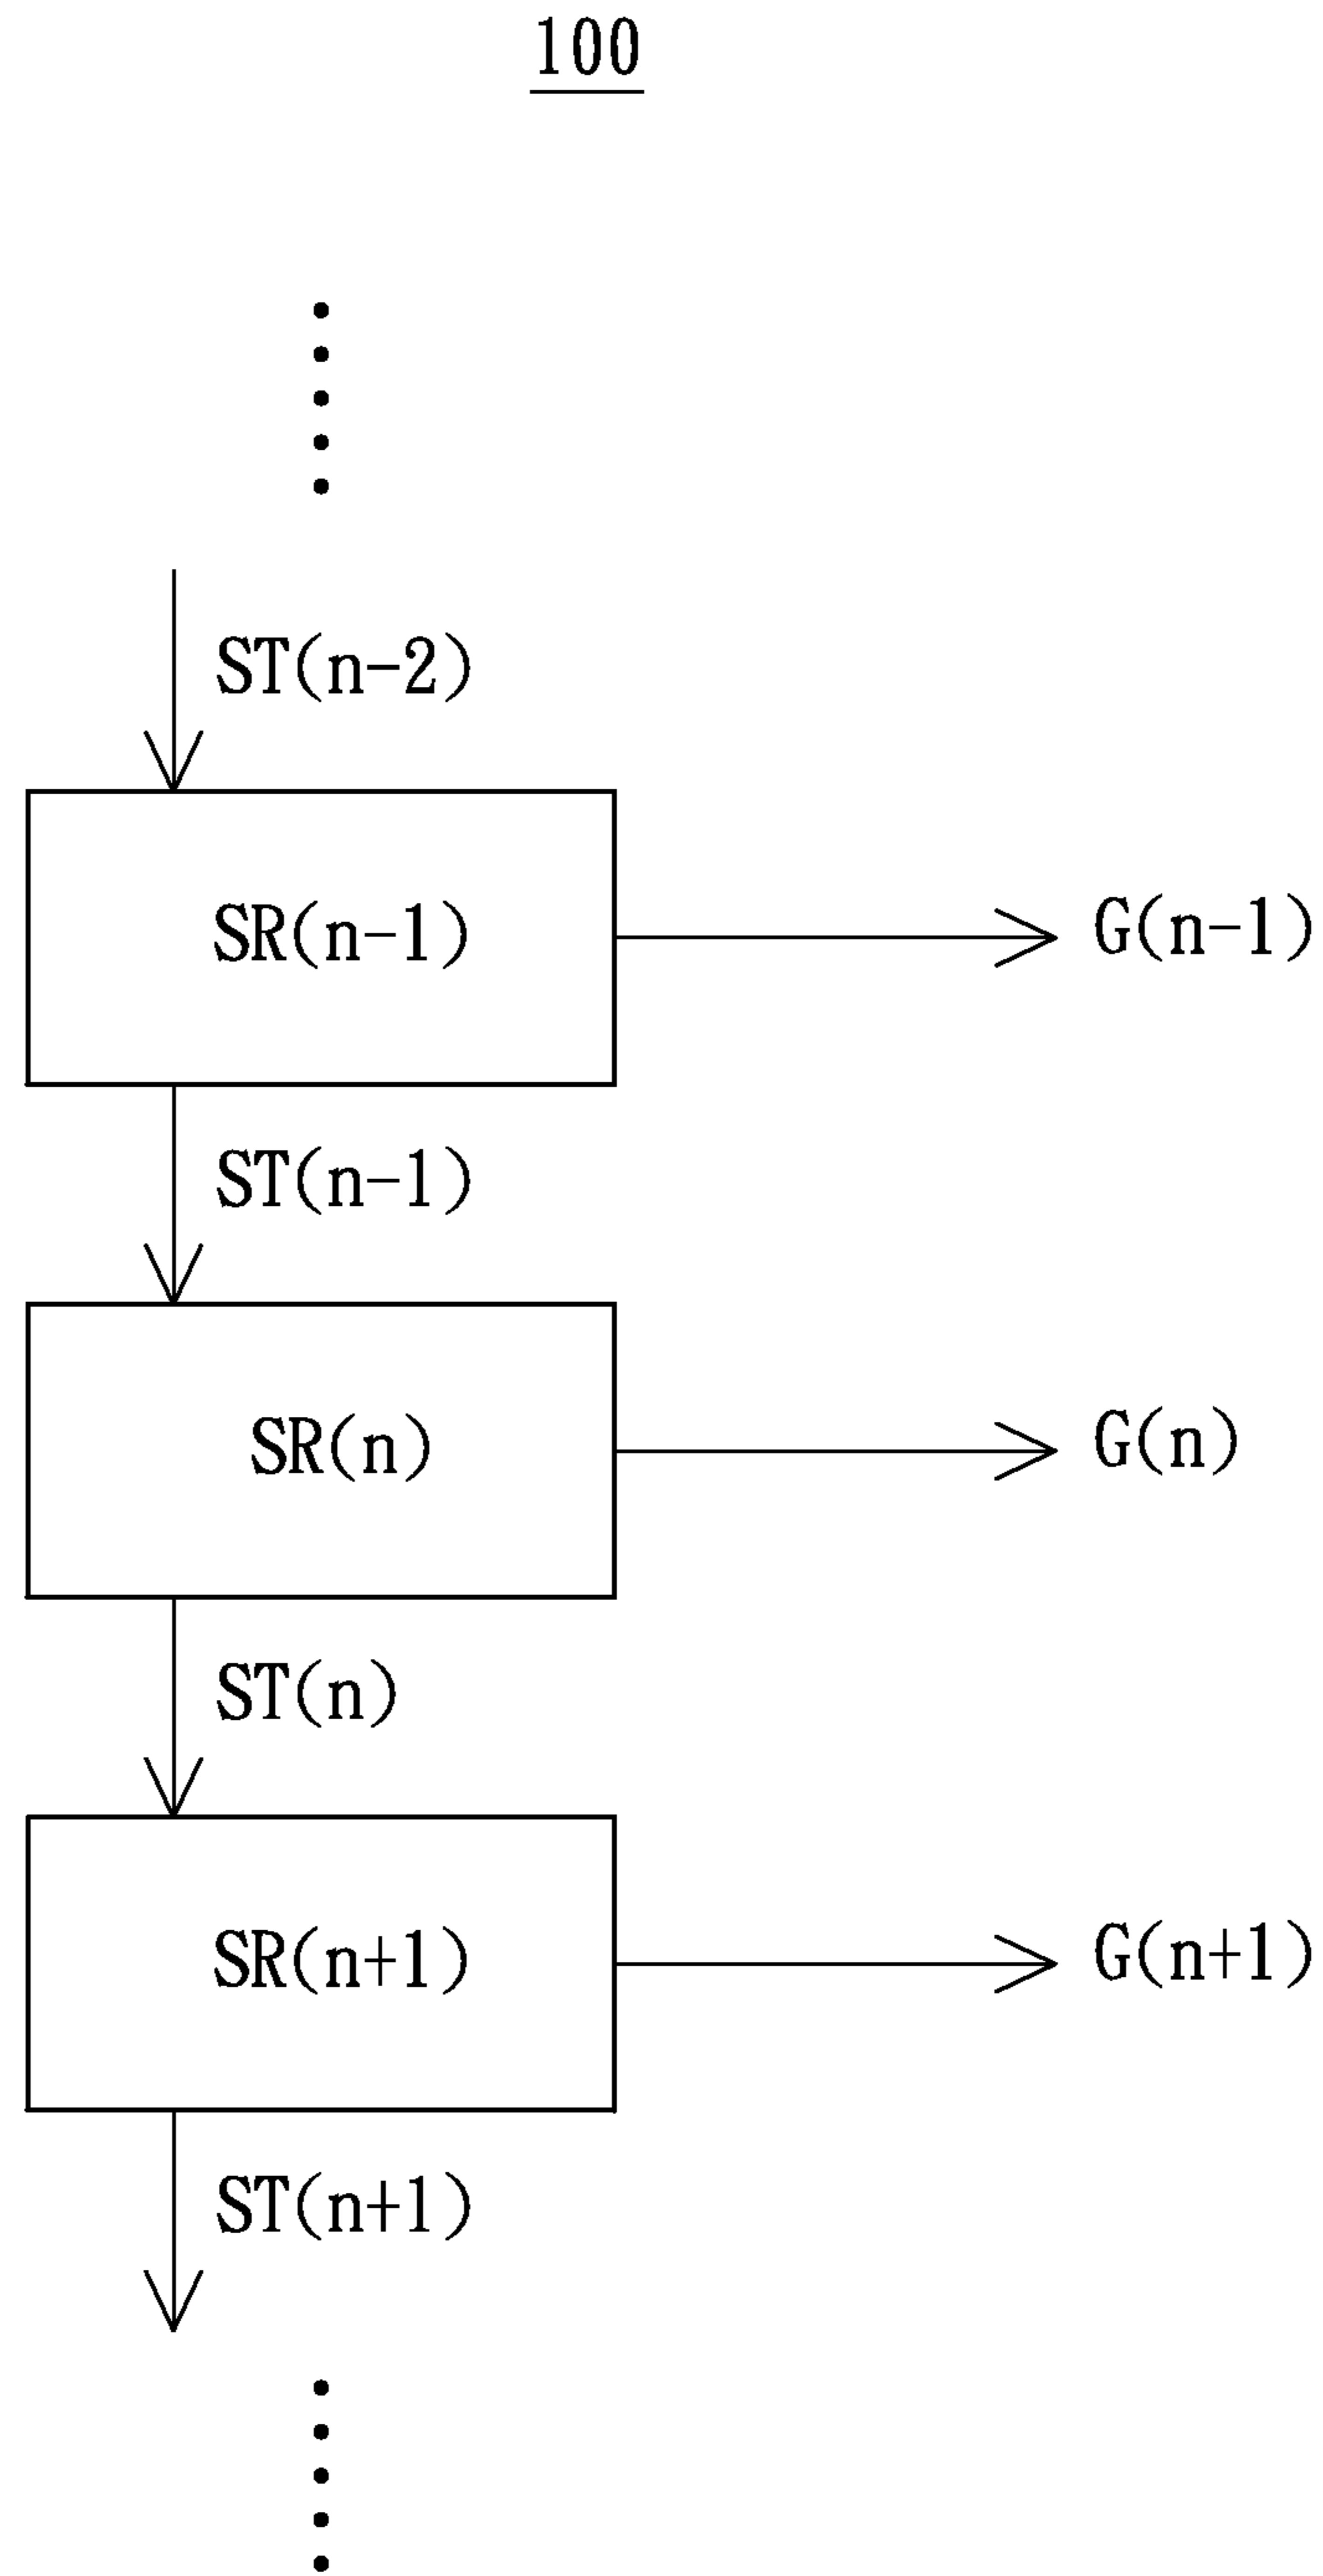 100
ST(n-2)
SR(n-1)
G(n-1)
ST(n-1)
SR(n)
G(n)
ST(n)
SR(n+1)
G(n+1)
ST(n+1)